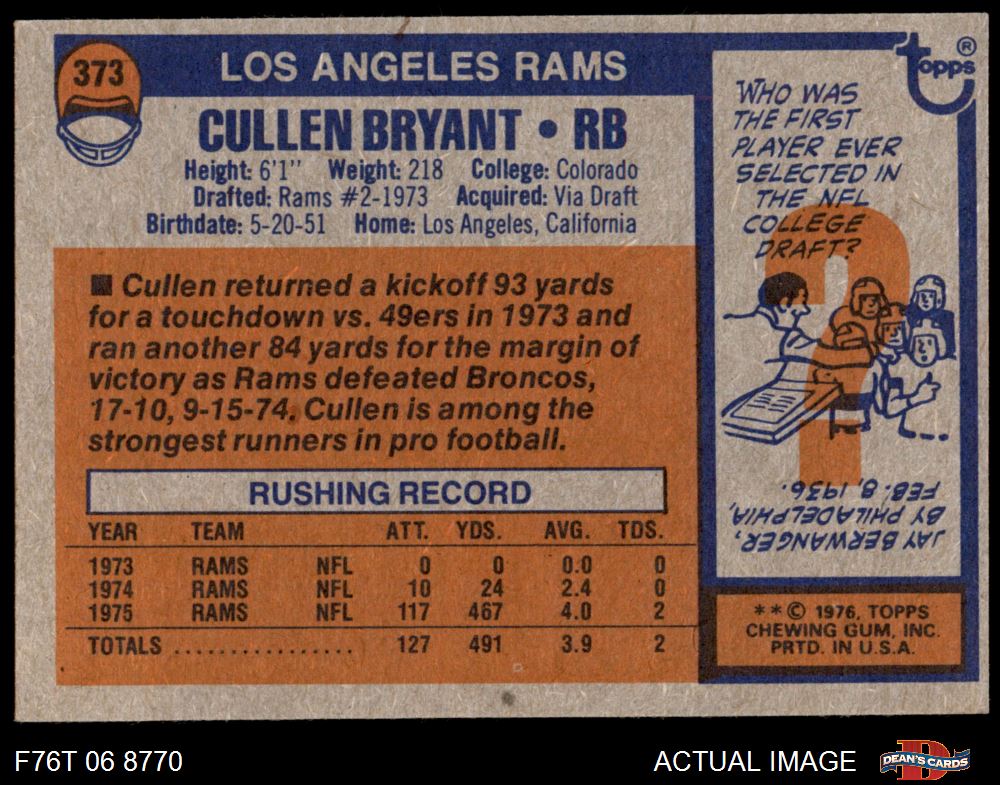 373
LOS ANGELES RAMS
CULLEN BRYANT • RB
Height: 6'1" Weight: 218 College: Colorado
Drafted: Rams #2-1973 Acquired: Via Draft
Birthdate: 5-20-51 Home: Los Angeles, California
■ Cullen returned a kickoff 93 yards
for a touchdown vs. 49ers in 1973 and
ran another 84 yards for the margin of
victory as Rams defeated Broncos,
17-10, 9-15-74. Cullen is among the
strongest runners in pro football.
RUSHING RECORD
YEAR TEAM ATT. YDS. AVG. TDS.
1973 RAMS NFL 0 0 0.0 0
1974 RAMS NFL 10 24 2.4 0
1975 RAMS NFL 117 467 4.0 2
TOTALS ................ 127 491 3.9 2
topps ®
WHO WAS
THE FIRST
PLAYER EVER
SELECTED IN
THE NFL
COLLEGE
DRAFT?
?
JAY BERWANGER,
BY PHILADELPHIA,
FEB. 8, 1936.
**© 1976, TOPPS
CHEWING GUM, INC.
PRTD. IN U.S.A.
F76T 06 8770
ACTUAL IMAGE
D
DEAN'S CARDS